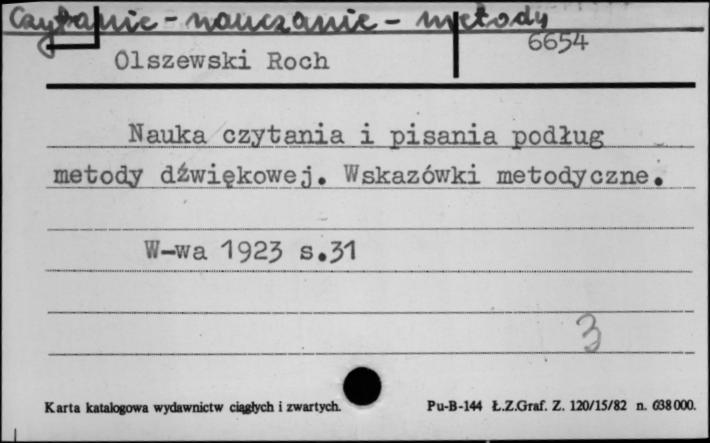 Czytanie - nauczanie - metody
6654
Olszewski Roch
Nauka czytania i pisania podług
metody dźwiękowej. Wskazówki metodyczne.
W-wa 1923 s.31
3
Karta katalogowa wydawnictw ciągłych i zwartych.
Pu-B-144 Ł.Z.Graf. Z. 120/15/82 n. 638000.